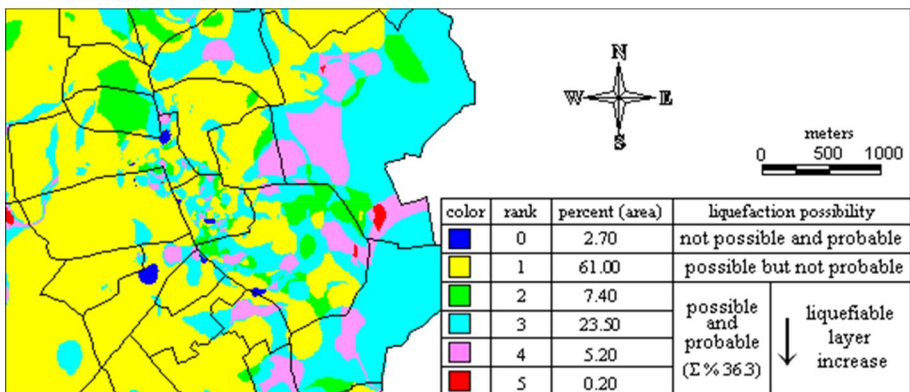 N
W E
S
meters
0 500 1000
color rank percent (area) liquefaction possibility
0 2.70 not possible and probable
1 61.00 possible but not probable
2 7.40
3 23.50
4 5.20
5 0.20
possible
and
probable
(Σ % 36.3)
liquefiable
layer
increase